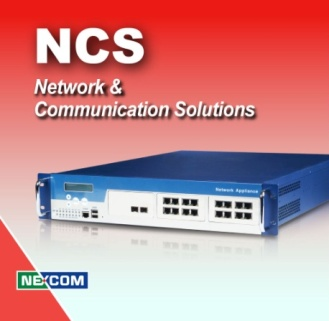 NCS
Network &
Communication Solutions
Network Appliance
NEXCOM